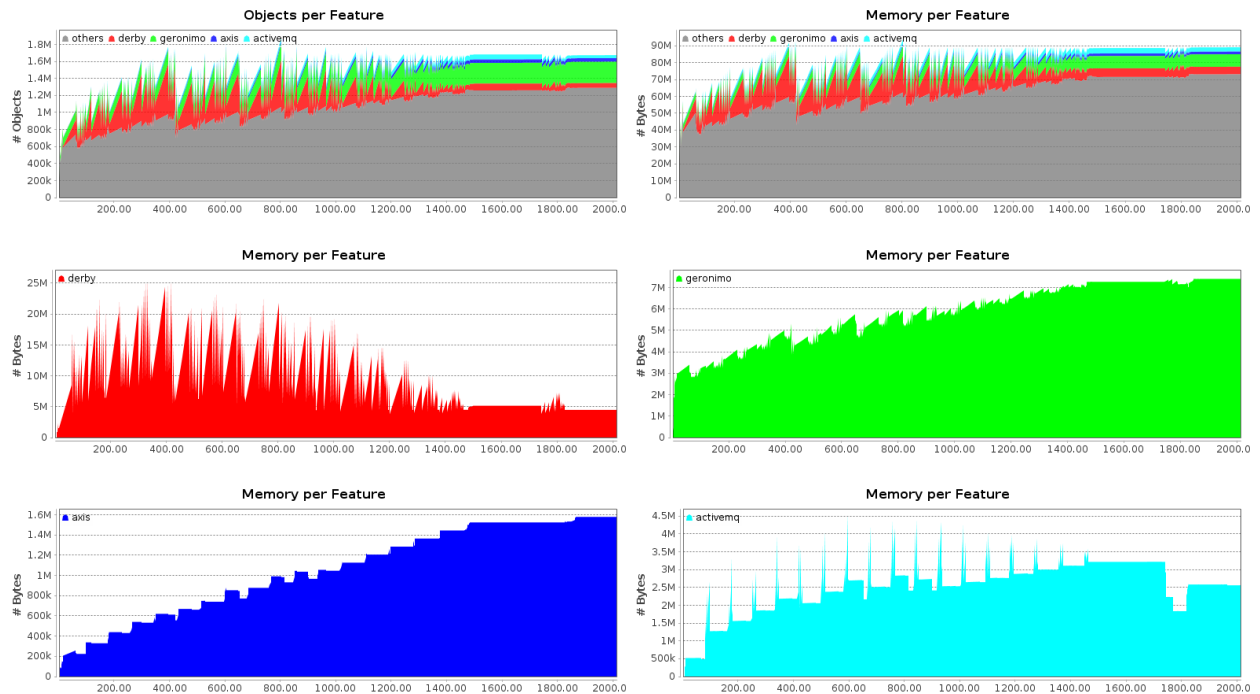 Objects per Feature
others derby geronimo axis activemq
# Objects
1.8M
1.6M
1.4M
1.2M
1M
800k
600k
400k
200k
0
200.00 400.00 600.00 800.00 1000.00 1200.00 1400.00 1600.00 1800.00 2000.0
Memory per Feature
others derby geronimo axis activemq
# Bytes
90M
80M
70M
60M
50M
40M
30M
20M
10M
0
200.00 400.00 600.00 800.00 1000.00 1200.00 1400.00 1600.00 1800.00 2000.0
Memory per Feature
derby
# Bytes
25M
20M
15M
10M
5M
0
200.00 400.00 600.00 800.00 1000.00 1200.00 1400.00 1600.00 1800.00 2000.0
Memory per Feature
geronimo
# Bytes
7M
6M
5M
4M
3M
2M
1M
0
200.00 400.00 600.00 800.00 1000.00 1200.00 1400.00 1600.00 1800.00 2000.0
Memory per Feature
axis
# Bytes
1.6M
1.4M
1.2M
1M
800k
600k
400k
200k
0
200.00 400.00 600.00 800.00 1000.00 1200.00 1400.00 1600.00 1800.00 2000.0
Memory per Feature
activemq
# Bytes
4.5M
4M
3.5M
3M
2.5M
2M
1.5M
1M
500k
0
200.00 400.00 600.00 800.00 1000.00 1200.00 1400.00 1600.00 1800.00 2000.0